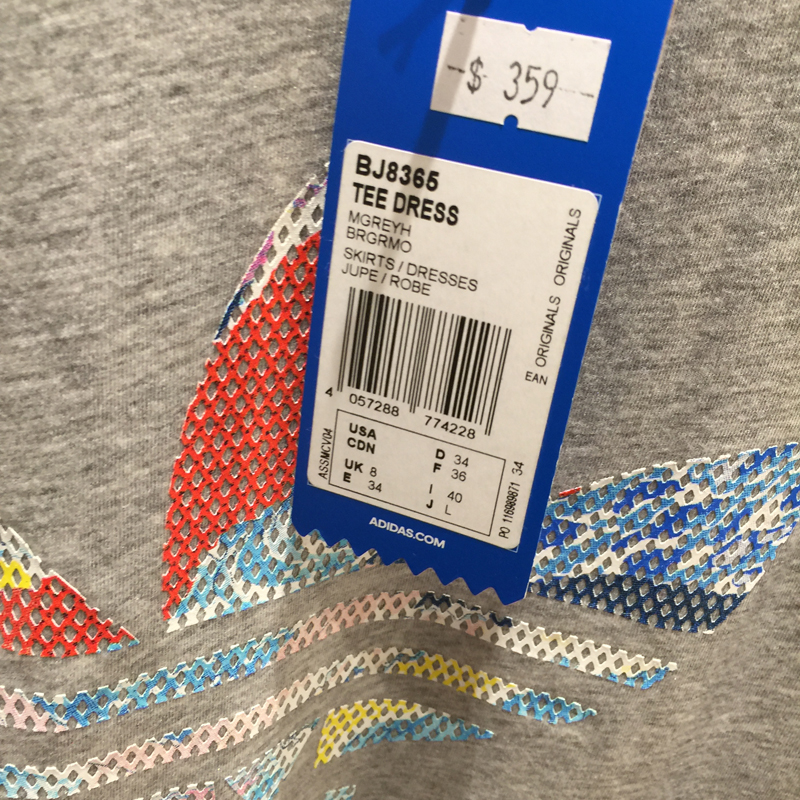 -$ 359-
BJ8365
TEE DRESS
MGREYH
BRGRMO
SKIRTS / DRESSES
JUPE / ROBE
ORIGINALS ORIGINALS
EAN
4 057288 774228
ASSMCV04
USA
CDN
UK 8
E 34
D 34
F 36
I 40
J L
PO 116989871 34
ADIDAS.COM